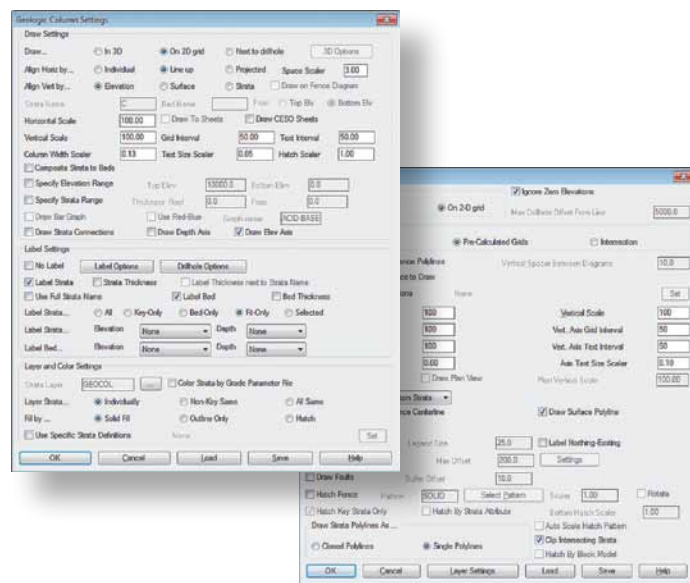 Geologic Column Settings
Draw Settings
Draw... In 3D On 2D grid Next to drillhole 3D Options
Align Horiz by... Individual Line up Projected Space Scaler 3.00
Align Vert by... Elevation Surface Strata Draw on Fence Diagram
Strata Name C Bed Name From Top Elv Bottom Elv
Horizontal Scale 100.00 Draw To Sheets Draw CESO Sheets
Vertical Scale 100.00 Grid Interval 50.00 Text Interval 50.00
Column Width Scaler 0.13 Text Size Scaler 0.05 Hatch Scaler 1.00
Composite Strata to Beds
Specify Elevation Range Top Elev 10000.0 Bottom Elev 0.0
Specify Strata Range Thickness Roof 0.0 Floor 0.0
Draw Bar Graph Use Red-Blue Graph name ACID-BASE
Draw Strata Connections Draw Depth Axis Draw Elev Axis
Label Settings
No Label Label Options Drillhole Options
Label Strata Strata Thickness Label Thickness next to Strata Name
Use Full Strata Name Label Bed Bed Thickness
Label Strata... All Key-Only Bed-Only Fit-Only Selected
Label Strata... Elevation None Depth None
Label Bed... Elevation None Depth None
Layer and Color Settings
Strata Layer GEOCOL ... Color Strata by Grade Parameter File
Layer Strata... Individually Non-Key Same All Same
Fill by ... Solid Fill Outline Only Hatch
Use Specific Strata Definitions None Set
OK Cancel Load Save Help
Ignore Zero Elevations
On 2-D grid Max Drillhole Offset From Line 5000.0
Pre-Calculated Grids Intersection
Polylines Vertical Spacer Between Diagrams 10.0
to Draw
None Set
100 Vertical Scale 100
100 Vert. Axis Grid Interval 50
100 Vert. Axis Text Interval 50
0.00 Axis Text Size Scaler 0.10
Draw Plan View Plan Vertical Scale 100.00
Strata
Centerline Draw Surface Polyline
Legend Size 25.0 Label Northing-Easting
Max Offset 200.0 Settings
Draw Faults Buffer Offset 10.0
Hatch Fence Pattern SOLID Select Pattern Scaler 1.00 Rotate
Hatch Key Strata Only Hatch By Strata Attribute Bottom Hatch Scaler 1.00
Draw Strata Polylines As ... Auto Scale Hatch Pattern
Closed Polylines Single Polylines Clip Intersecting Strata
Hatch By Block Model
OK Cancel Layer Settings Load Save Help